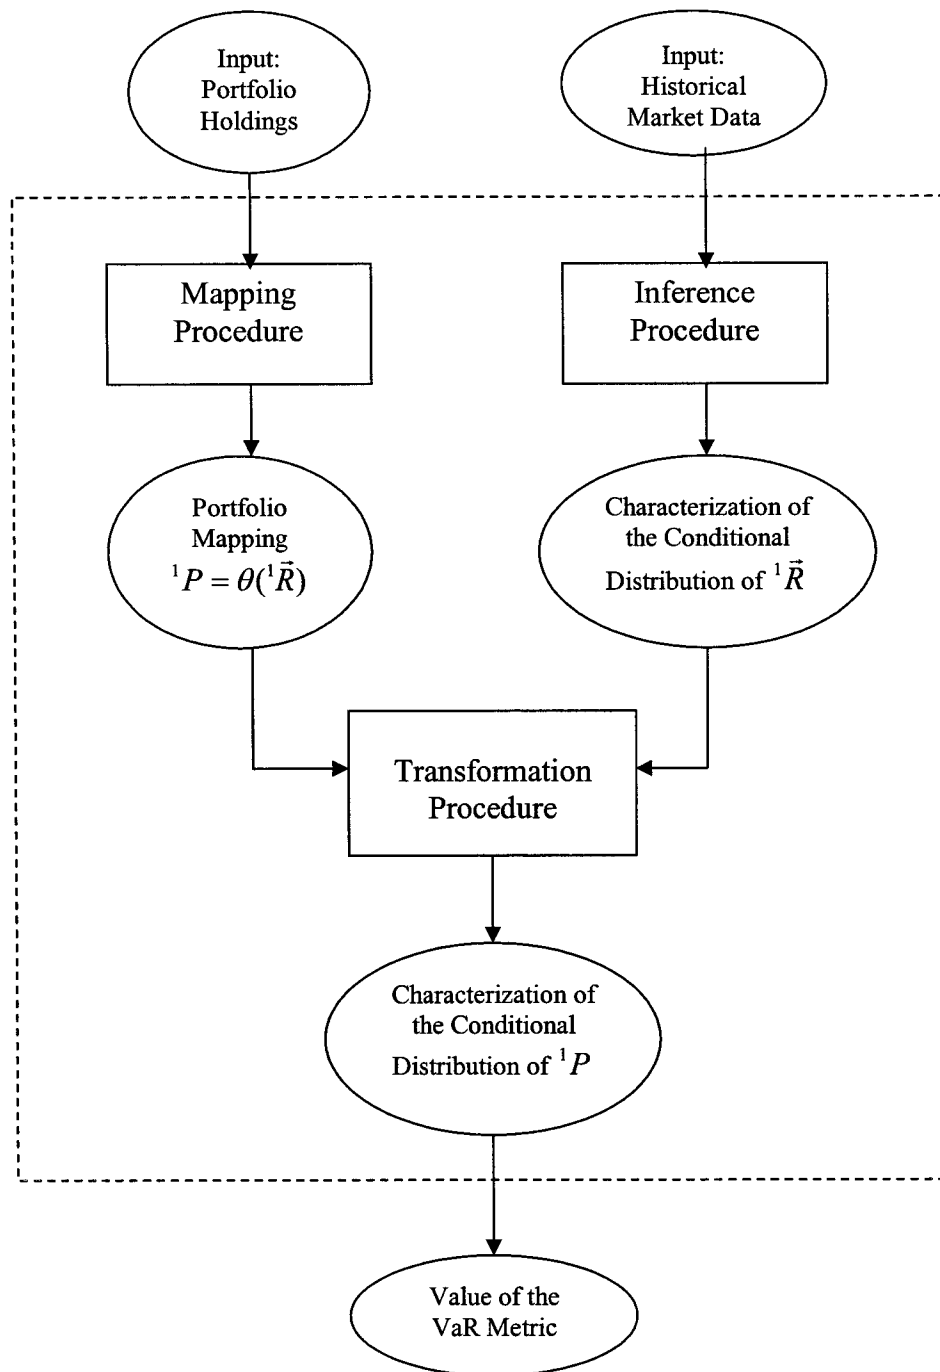 Input:
Portfolio
Holdings
Input:
Historical
Market Data
Mapping
Procedure
Inference
Procedure
Portfolio
Mapping
¹P = θ(¹R⃗)
Characterization of
the Conditional
Distribution of ¹R⃗
Transformation
Procedure
Characterization of
the Conditional
Distribution of ¹P
Value of the
VaR Metric